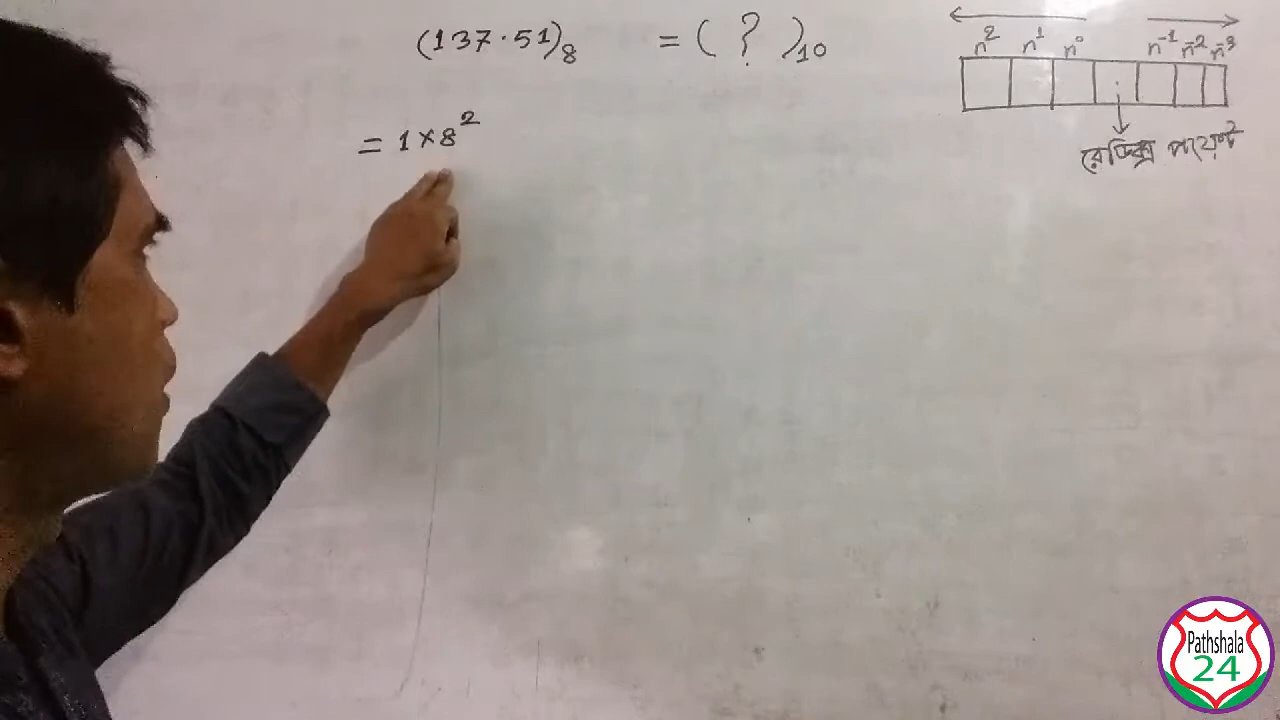 (137.51)₈ = ( ? )₁₀
= 1×8²
n² n¹ n⁰ n⁻¹ n⁻² n⁻³
.
রেডিক্স পয়েন্ট
Pathshala
24